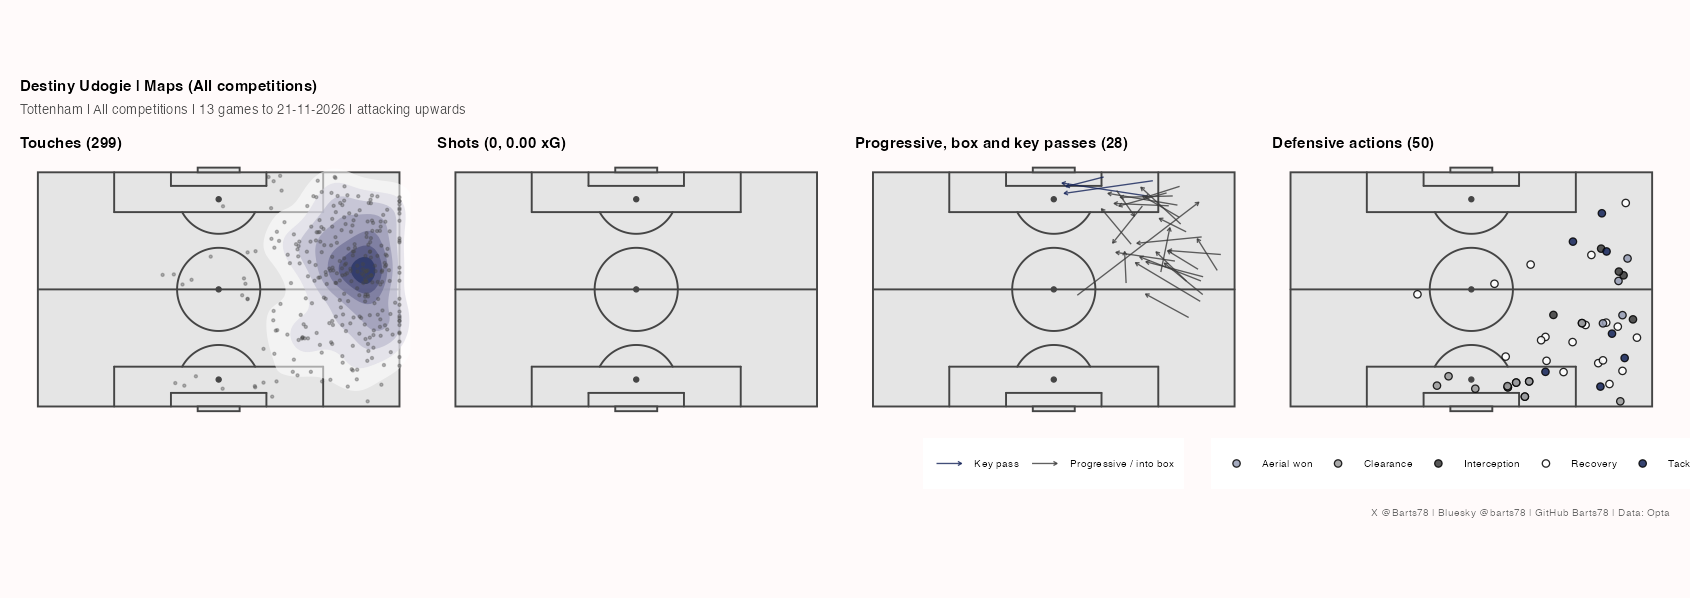 Destiny Udogie | Maps (All competitions)
Tottenham | All competitions | 13 games to 21-11-2026 | attacking upwards
Touches (299)
Shots (0, 0.00 xG)
Progressive, box and key passes (28)
Defensive actions (50)
Key pass
Progressive / into box
Aerial won
Clearance
Interception
Recovery
Tack
X @Barts78 | Bluesky @barts78 | GitHub Barts78 | Data: Opta